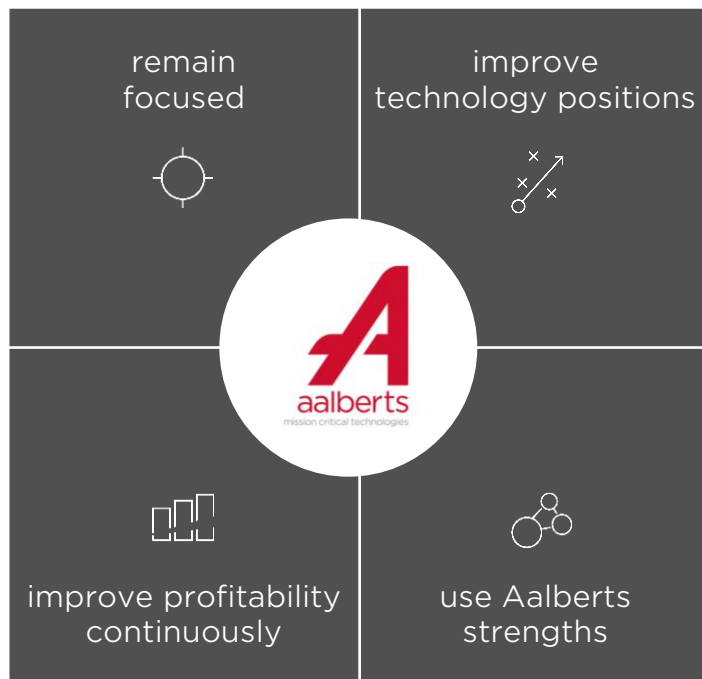 remain
focused
improve
technology positions
aalberts
mission critical technologies
improve profitability
continuously
use Aalberts
strengths